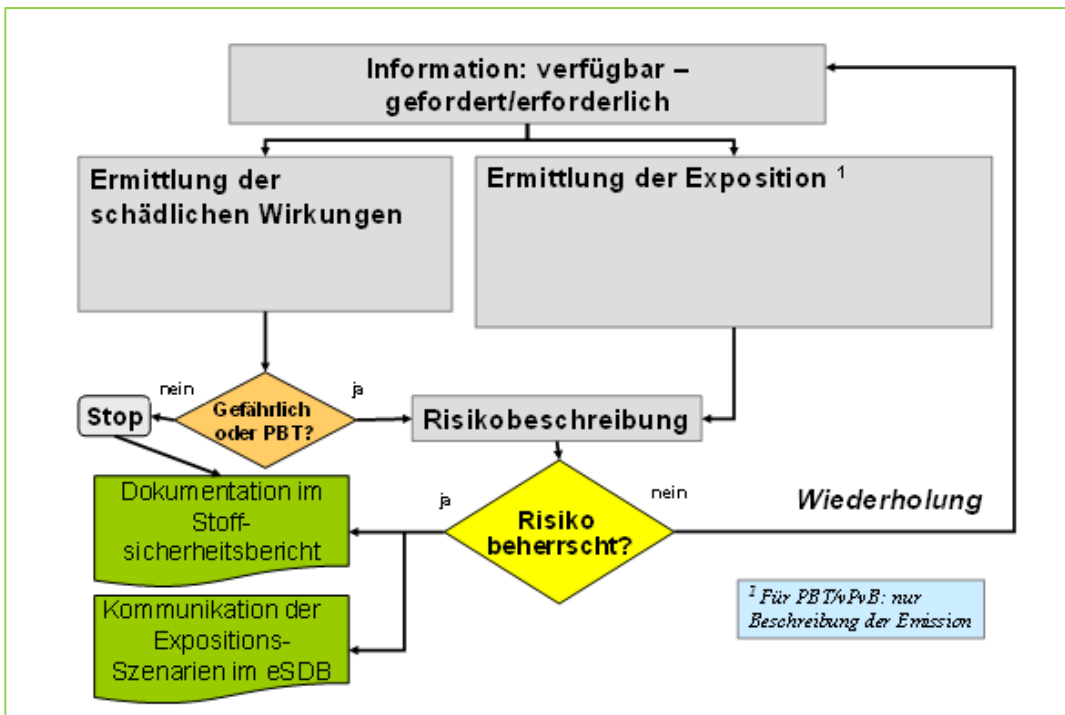 Information: verfügbar –
gefordert/erforderlich
Ermittlung der
schädlichen Wirkungen
Ermittlung der Exposition ¹
nein
ja
Stop
Gefährlich
oder PBT?
Risikobeschreibung
Dokumentation im
Stoff-
sicherheitsbericht
ja
nein
Wiederholung
Risiko
beherrscht?
Kommunikation der
Expositions-
Szenarien im eSDB
¹ Für PBT/vPvB: nur
Beschreibung der Emission